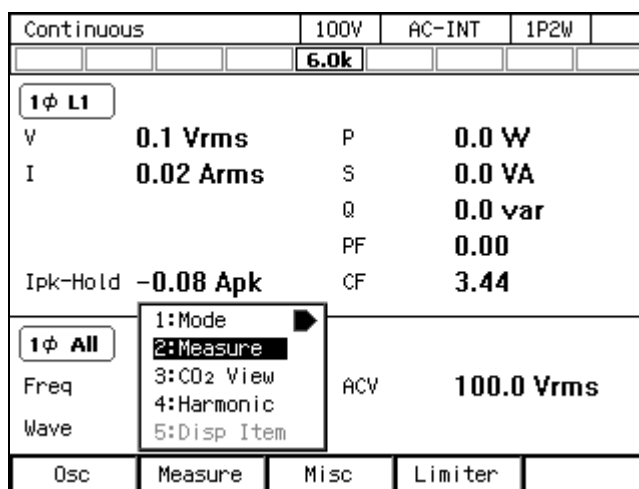 Continuous 100V AC-INT 1P2W
6.0k
1ϕ L1
V 0.1 Vrms P 0.0 W
I 0.02 Arms S 0.0 VA
Q 0.0 var
PF 0.00
Ipk-Hold -0.08 Apk CF 3.44
1:Mode
1ϕ All 2:Measure
3:CO2 View
Freq ACV 100.0 Vrms
4:Harmonic
Wave 5:Disp Item
Osc Measure Misc Limiter